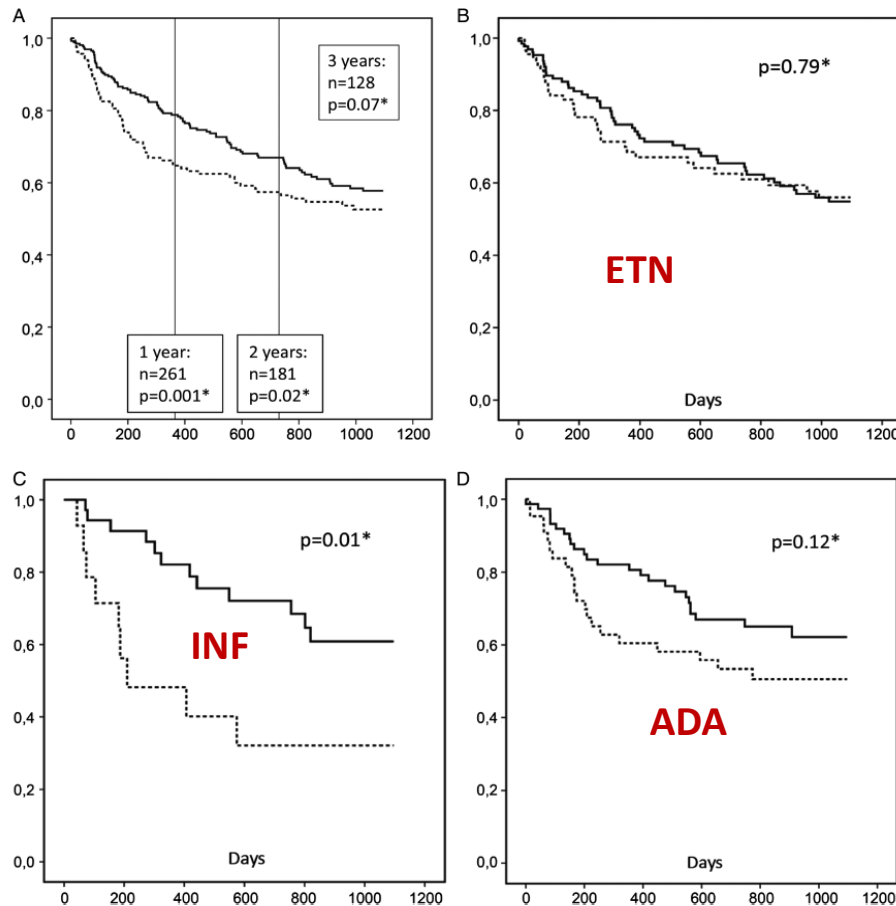 A
1,0
0,8
0,6
0,4
0,2
0,0
0 200 400 600 800 1000 1200
3 years:
n=128
p=0.07*
1 year:
n=261
p=0.001*
2 years:
n=181
p=0.02*
B
1,0
0,8
0,6
0,4
0,2
0,0
p=0.79*
ETN
Days
0 200 400 600 800 1000 1200
C
1,0
0,8
0,6
0,4
0,2
0,0
p=0.01*
INF
Days
0 200 400 600 800 1000 1200
D
1,0
0,8
0,6
0,4
0,2
0,0
p=0.12*
ADA
Days
0 200 400 600 800 1000 1200